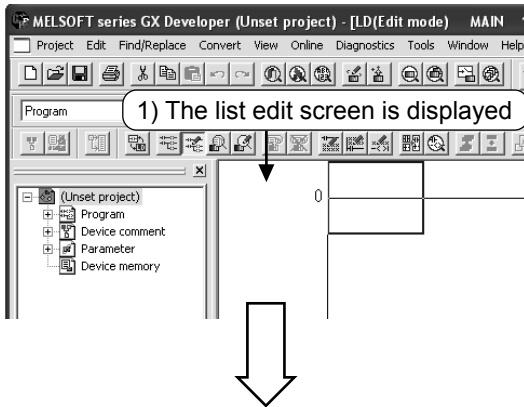 MELSOFT series GX Developer (Unset project) - [LD(Edit mode) MAIN
Project Edit Find/Replace Convert View Online Diagnostics Tools Window Help
Program
1) The list edit screen is displayed
(Unset project)
Program
Device comment
Parameter
Device memory
0